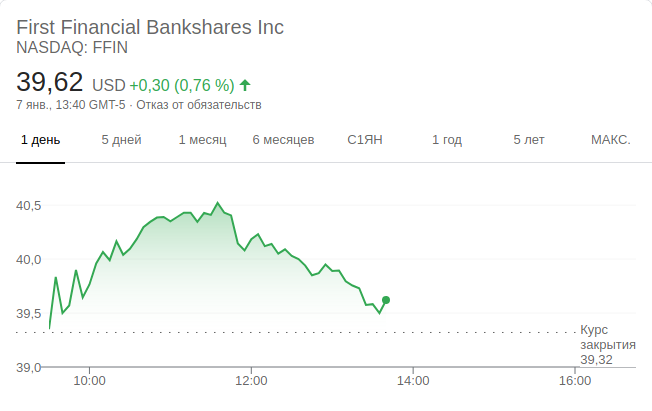 First Financial Bankshares Inc
NASDAQ: FFIN
39,62 USD +0,30 (0,76 %)
7 янв., 13:40 GMT-5 · Отказ от обязательств
1 день 5 дней 1 месяц 6 месяцев С1ЯН 1 год 5 лет МАКС.
40,5
40,0
39,5
Курс
закрытия
39,32
39,0
10:00 12:00 14:00 16:00